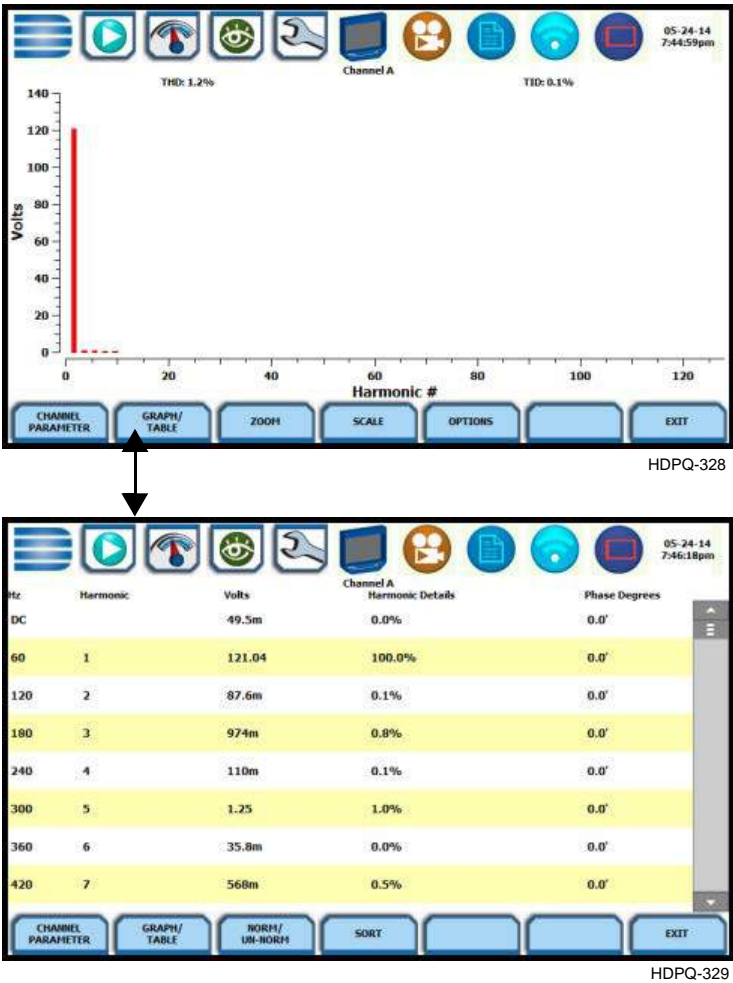 05-24-14
7:44:59pm
Channel A
THD: 1.2% TID: 0.1%
140
120
100
80
60
40
20
0
Volts
0 20 40 60 80 100 120
Harmonic #
CHANNEL PARAMETER GRAPH/ TABLE ZOOM SCALE OPTIONS EXIT
HDPQ-328
05-24-14
7:46:18pm
Channel A
Hz Harmonic Volts Harmonic Details Phase Degrees
DC 49.5m 0.0% 0.0'
60 1 121.04 100.0% 0.0'
120 2 87.6m 0.1% 0.0'
180 3 974m 0.8% 0.0'
240 4 110m 0.1% 0.0'
300 5 1.25 1.0% 0.0'
360 6 35.8m 0.0% 0.0'
420 7 568m 0.5% 0.0'
CHANNEL PARAMETER GRAPH/ TABLE NORM/ UN-NORM SORT EXIT
HDPQ-329